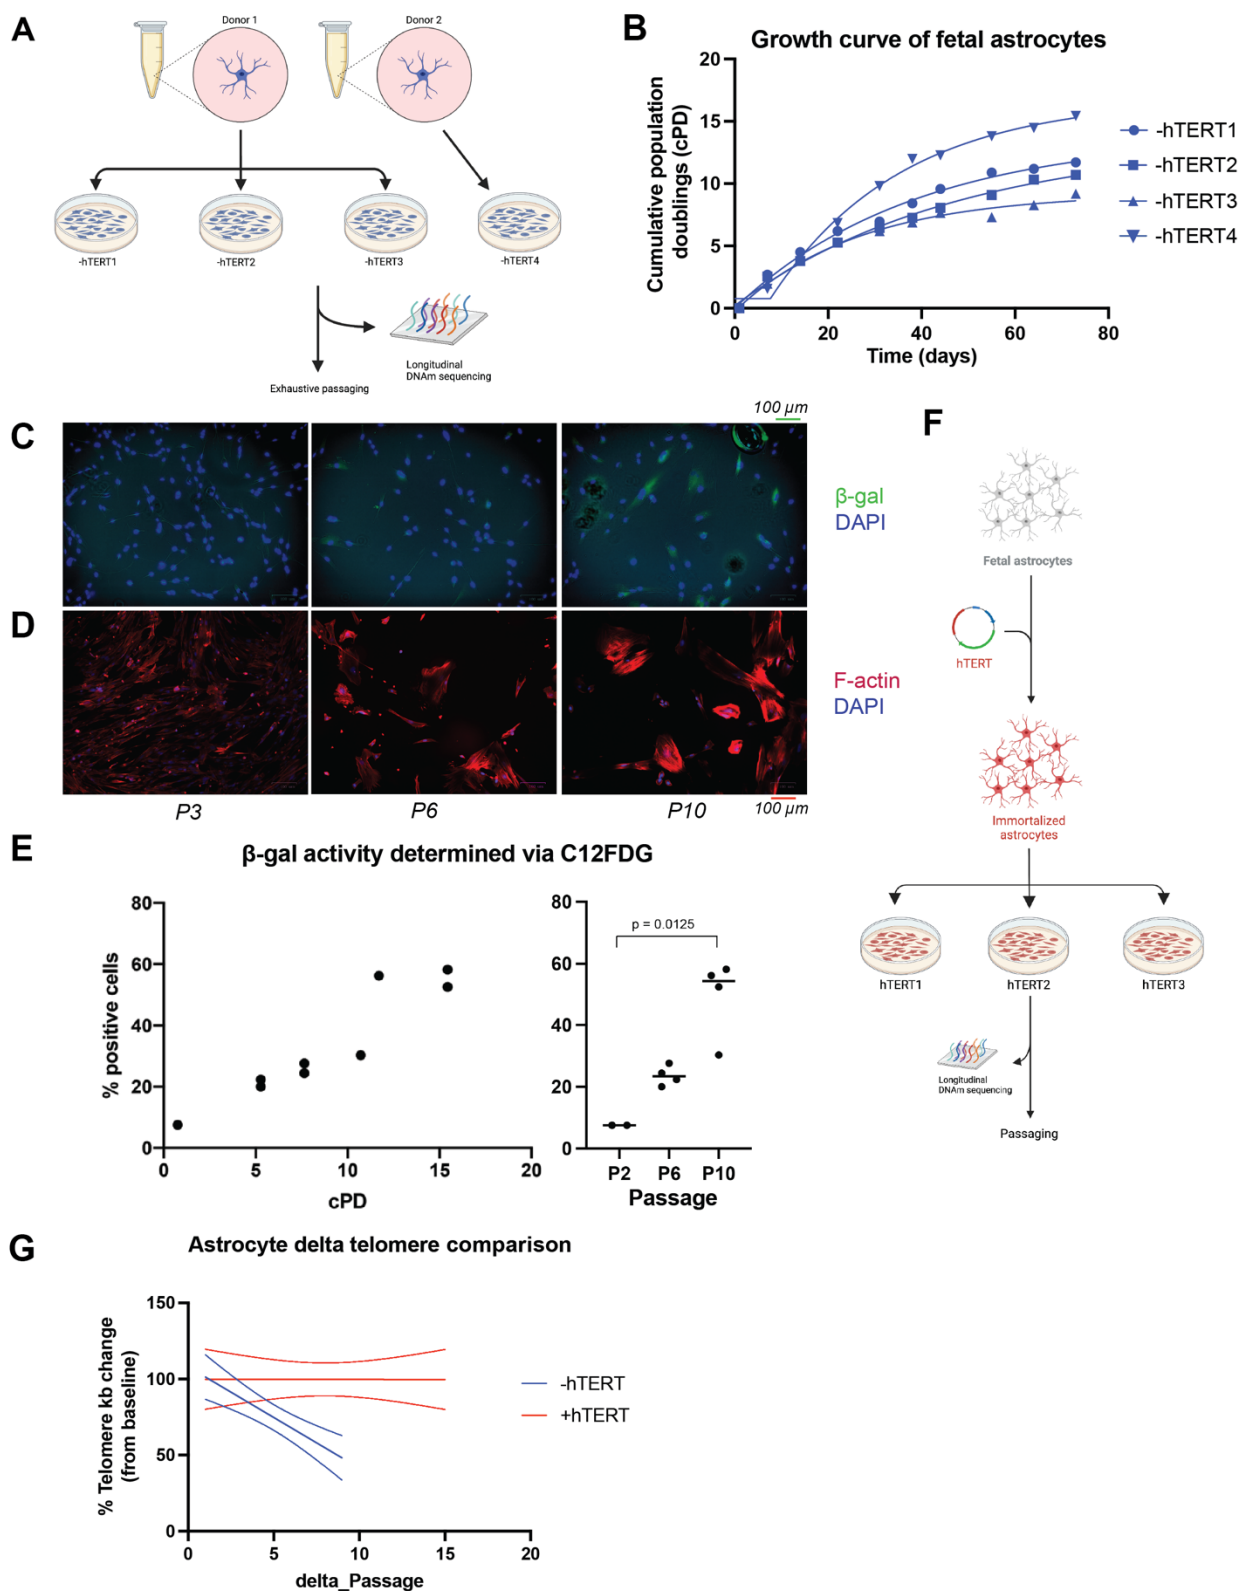 A
Donor 1
Donor 2
-hTERT1
-hTERT2
-hTERT3
-hTERT4
Longitudinal
DNAm sequencing
Exhaustive passaging
B
Growth curve of fetal astrocytes
Cumulative population
doublings (cPD)
20
15
10
5
0
0
20
40
60
80
Time (days)
-hTERT1
-hTERT2
-hTERT3
-hTERT4
C
100 µm
β-gal
DAPI
D
F-actin
DAPI
P3
P6
P10
100 µm
E
β-gal activity determined via C12FDG
% positive cells
80
60
40
20
0
0
5
10
15
20
cPD
80
60
40
20
0
p = 0.0125
P2
P6
P10
Passage
F
Fetal astrocytes
hTERT
Immortalized
astrocytes
hTERT1
hTERT2
hTERT3
Longitudinal
DNAm sequencing
Passaging
G
Astrocyte delta telomere comparison
% Telomere kb change
(from baseline)
150
100
50
0
0
5
10
15
20
delta_Passage
-hTERT
+hTERT